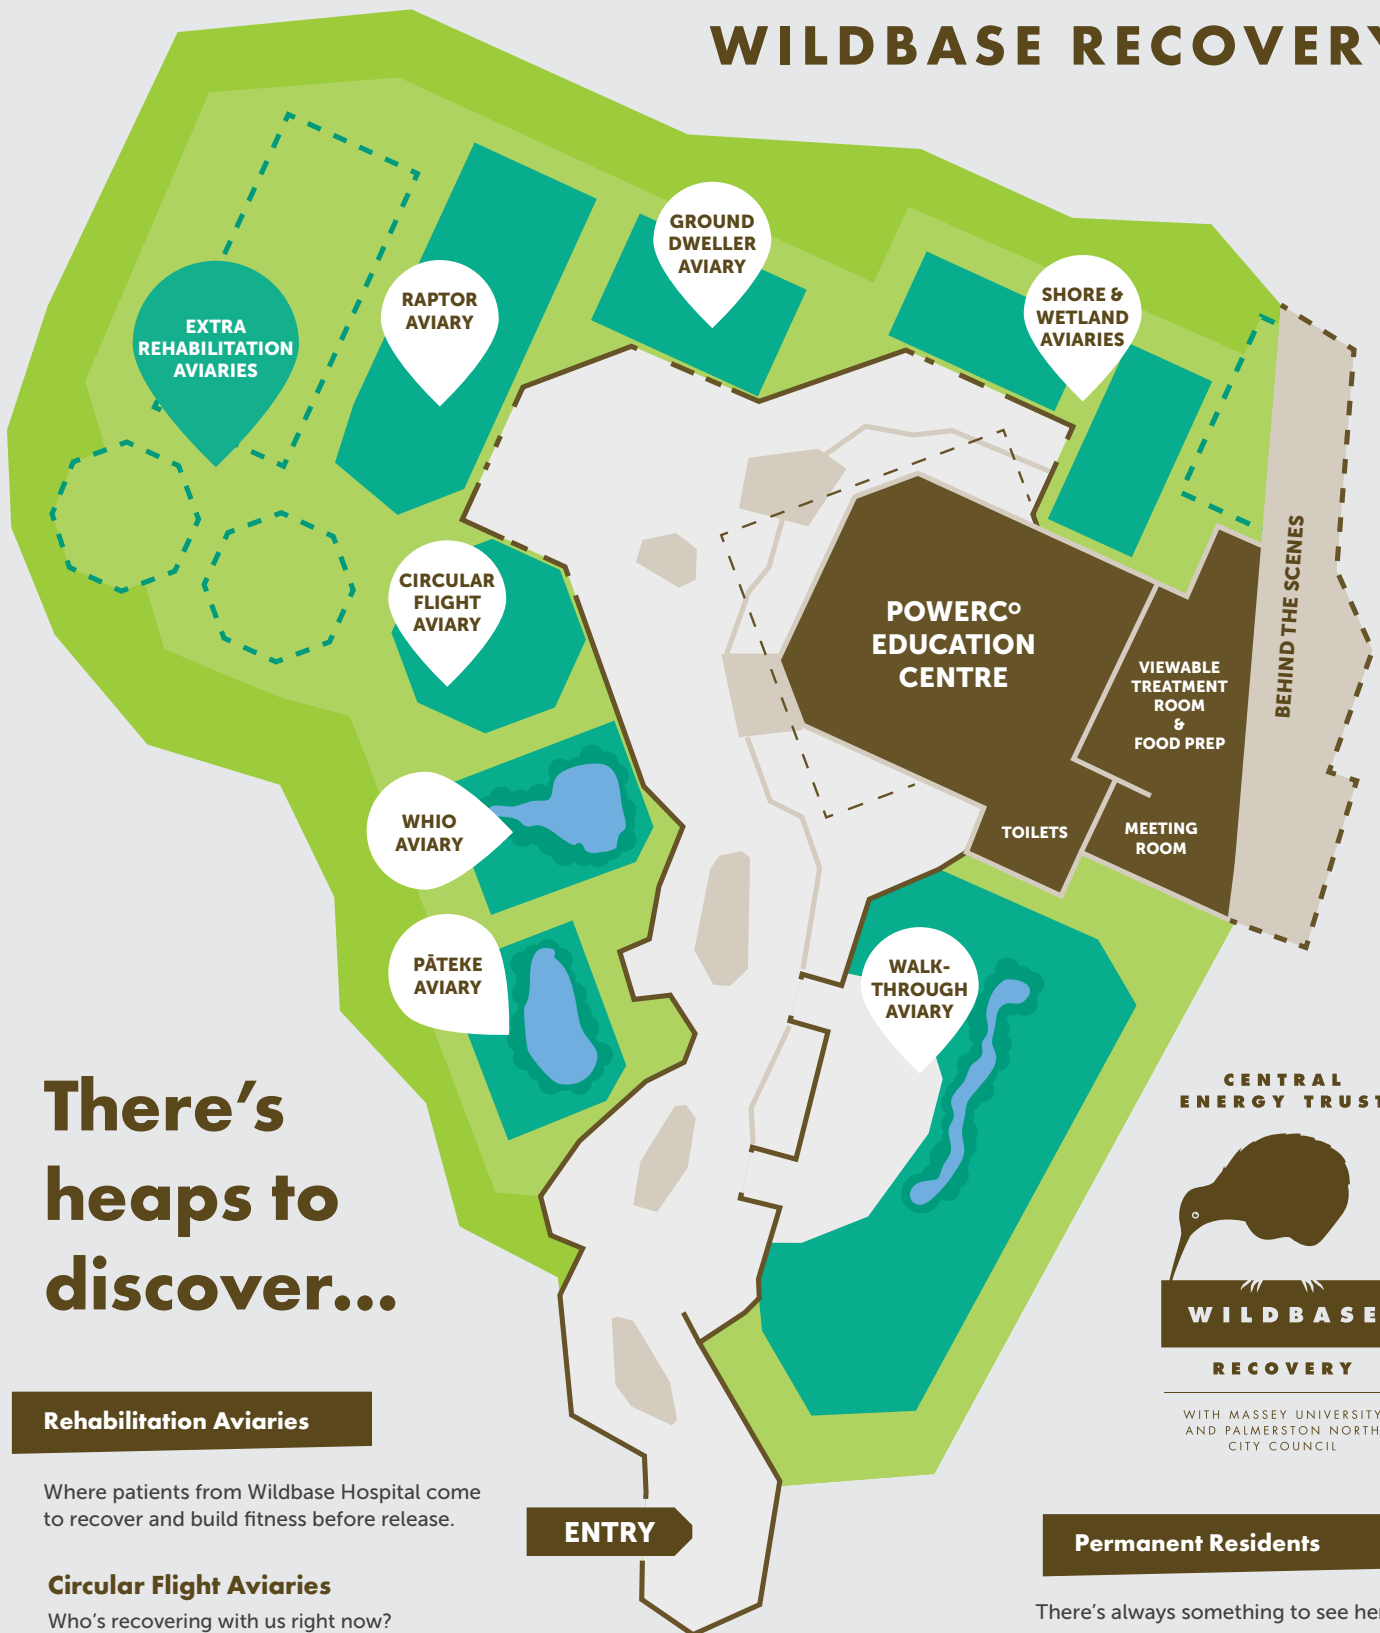 WILDBASE RECOVERY
GROUND
DWELLER
AVIARY
RAPTOR
AVIARY
SHORE &
WETLAND
AVIARIES
EXTRA
REHABILITATION
AVIARIES
CIRCULAR
FLIGHT
AVIARY
POWERCO
EDUCATION
CENTRE
BEHIND THE SCENES
VIEWABLE
TREATMENT
ROOM
&
FOOD PREP
WHIO
AVIARY
TOILETS
MEETING
ROOM
PĀTEKE
AVIARY
WALK-
THROUGH
AVIARY
There's
heaps to
discover...
CENTRAL
ENERGY TRUST
WILDBASE
RECOVERY
WITH MASSEY UNIVERSITY
AND PALMERSTON NORTH
CITY COUNCIL
Rehabilitation Aviaries
Where patients from Wildbase Hospital come
to recover and build fitness before release.
ENTRY
Circular Flight Aviaries
Who's recovering with us right now?
Permanent Residents
There's always something to see